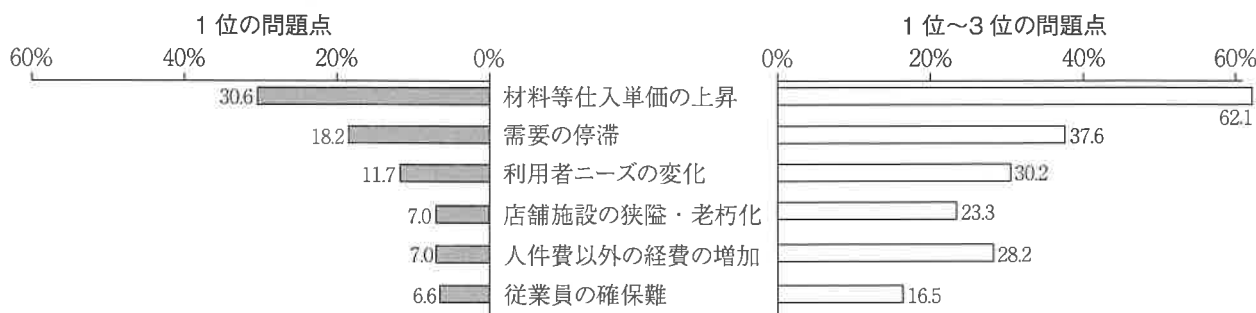 1位の問題点 1位〜3位の問題点
60% 40% 20% 0% 0% 20% 40% 60%
30.6 材料等仕入単価の上昇 62.1
18.2 需要の停滞 37.6
11.7 利用者ニーズの変化 30.2
7.0 店舗施設の狭隘・老朽化 23.3
7.0 人件費以外の経費の増加 28.2
6.6 従業員の確保難 16.5